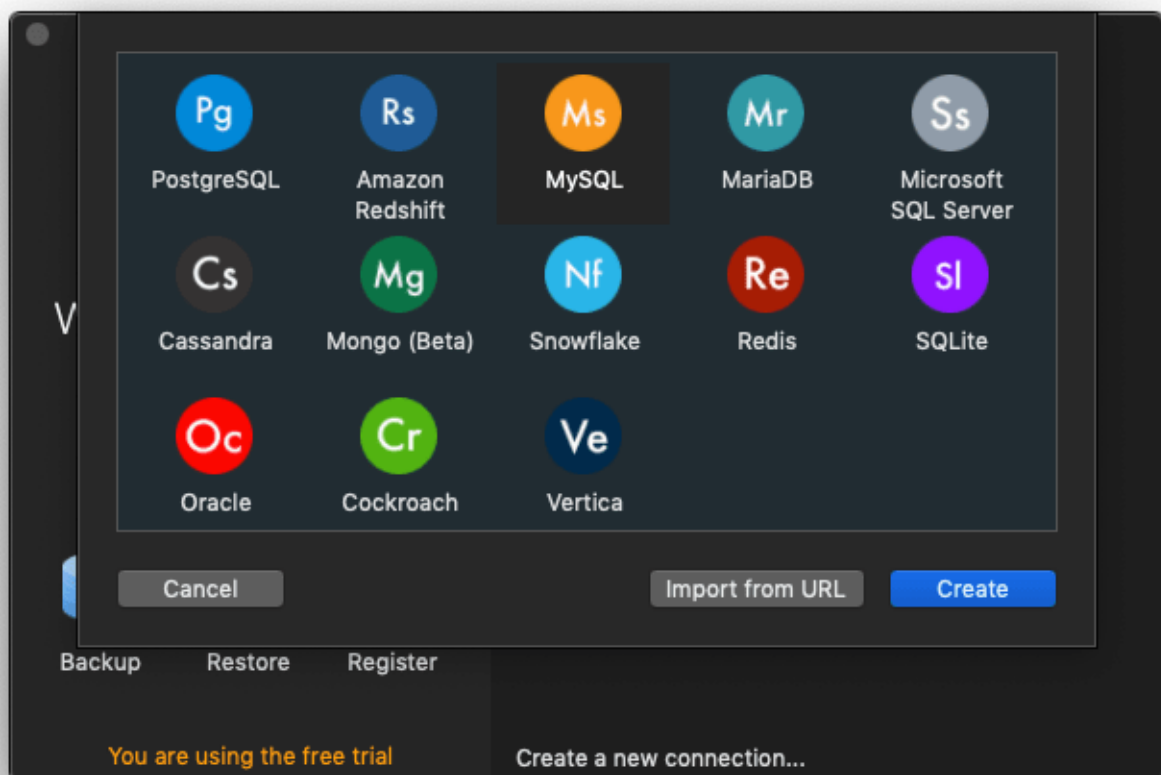 Pg
Rs
Ms
Mr
Ss
PostgreSQL
Amazon
Redshift
MySQL
MariaDB
Microsoft
SQL Server
Cs
Mg
Nf
Re
Sl
Cassandra
Mongo (Beta)
Snowflake
Redis
SQLite
Oc
Cr
Ve
Oracle
Cockroach
Vertica
Cancel
Import from URL
Create
Backup
Restore
Register
You are using the free trial
Create a new connection...